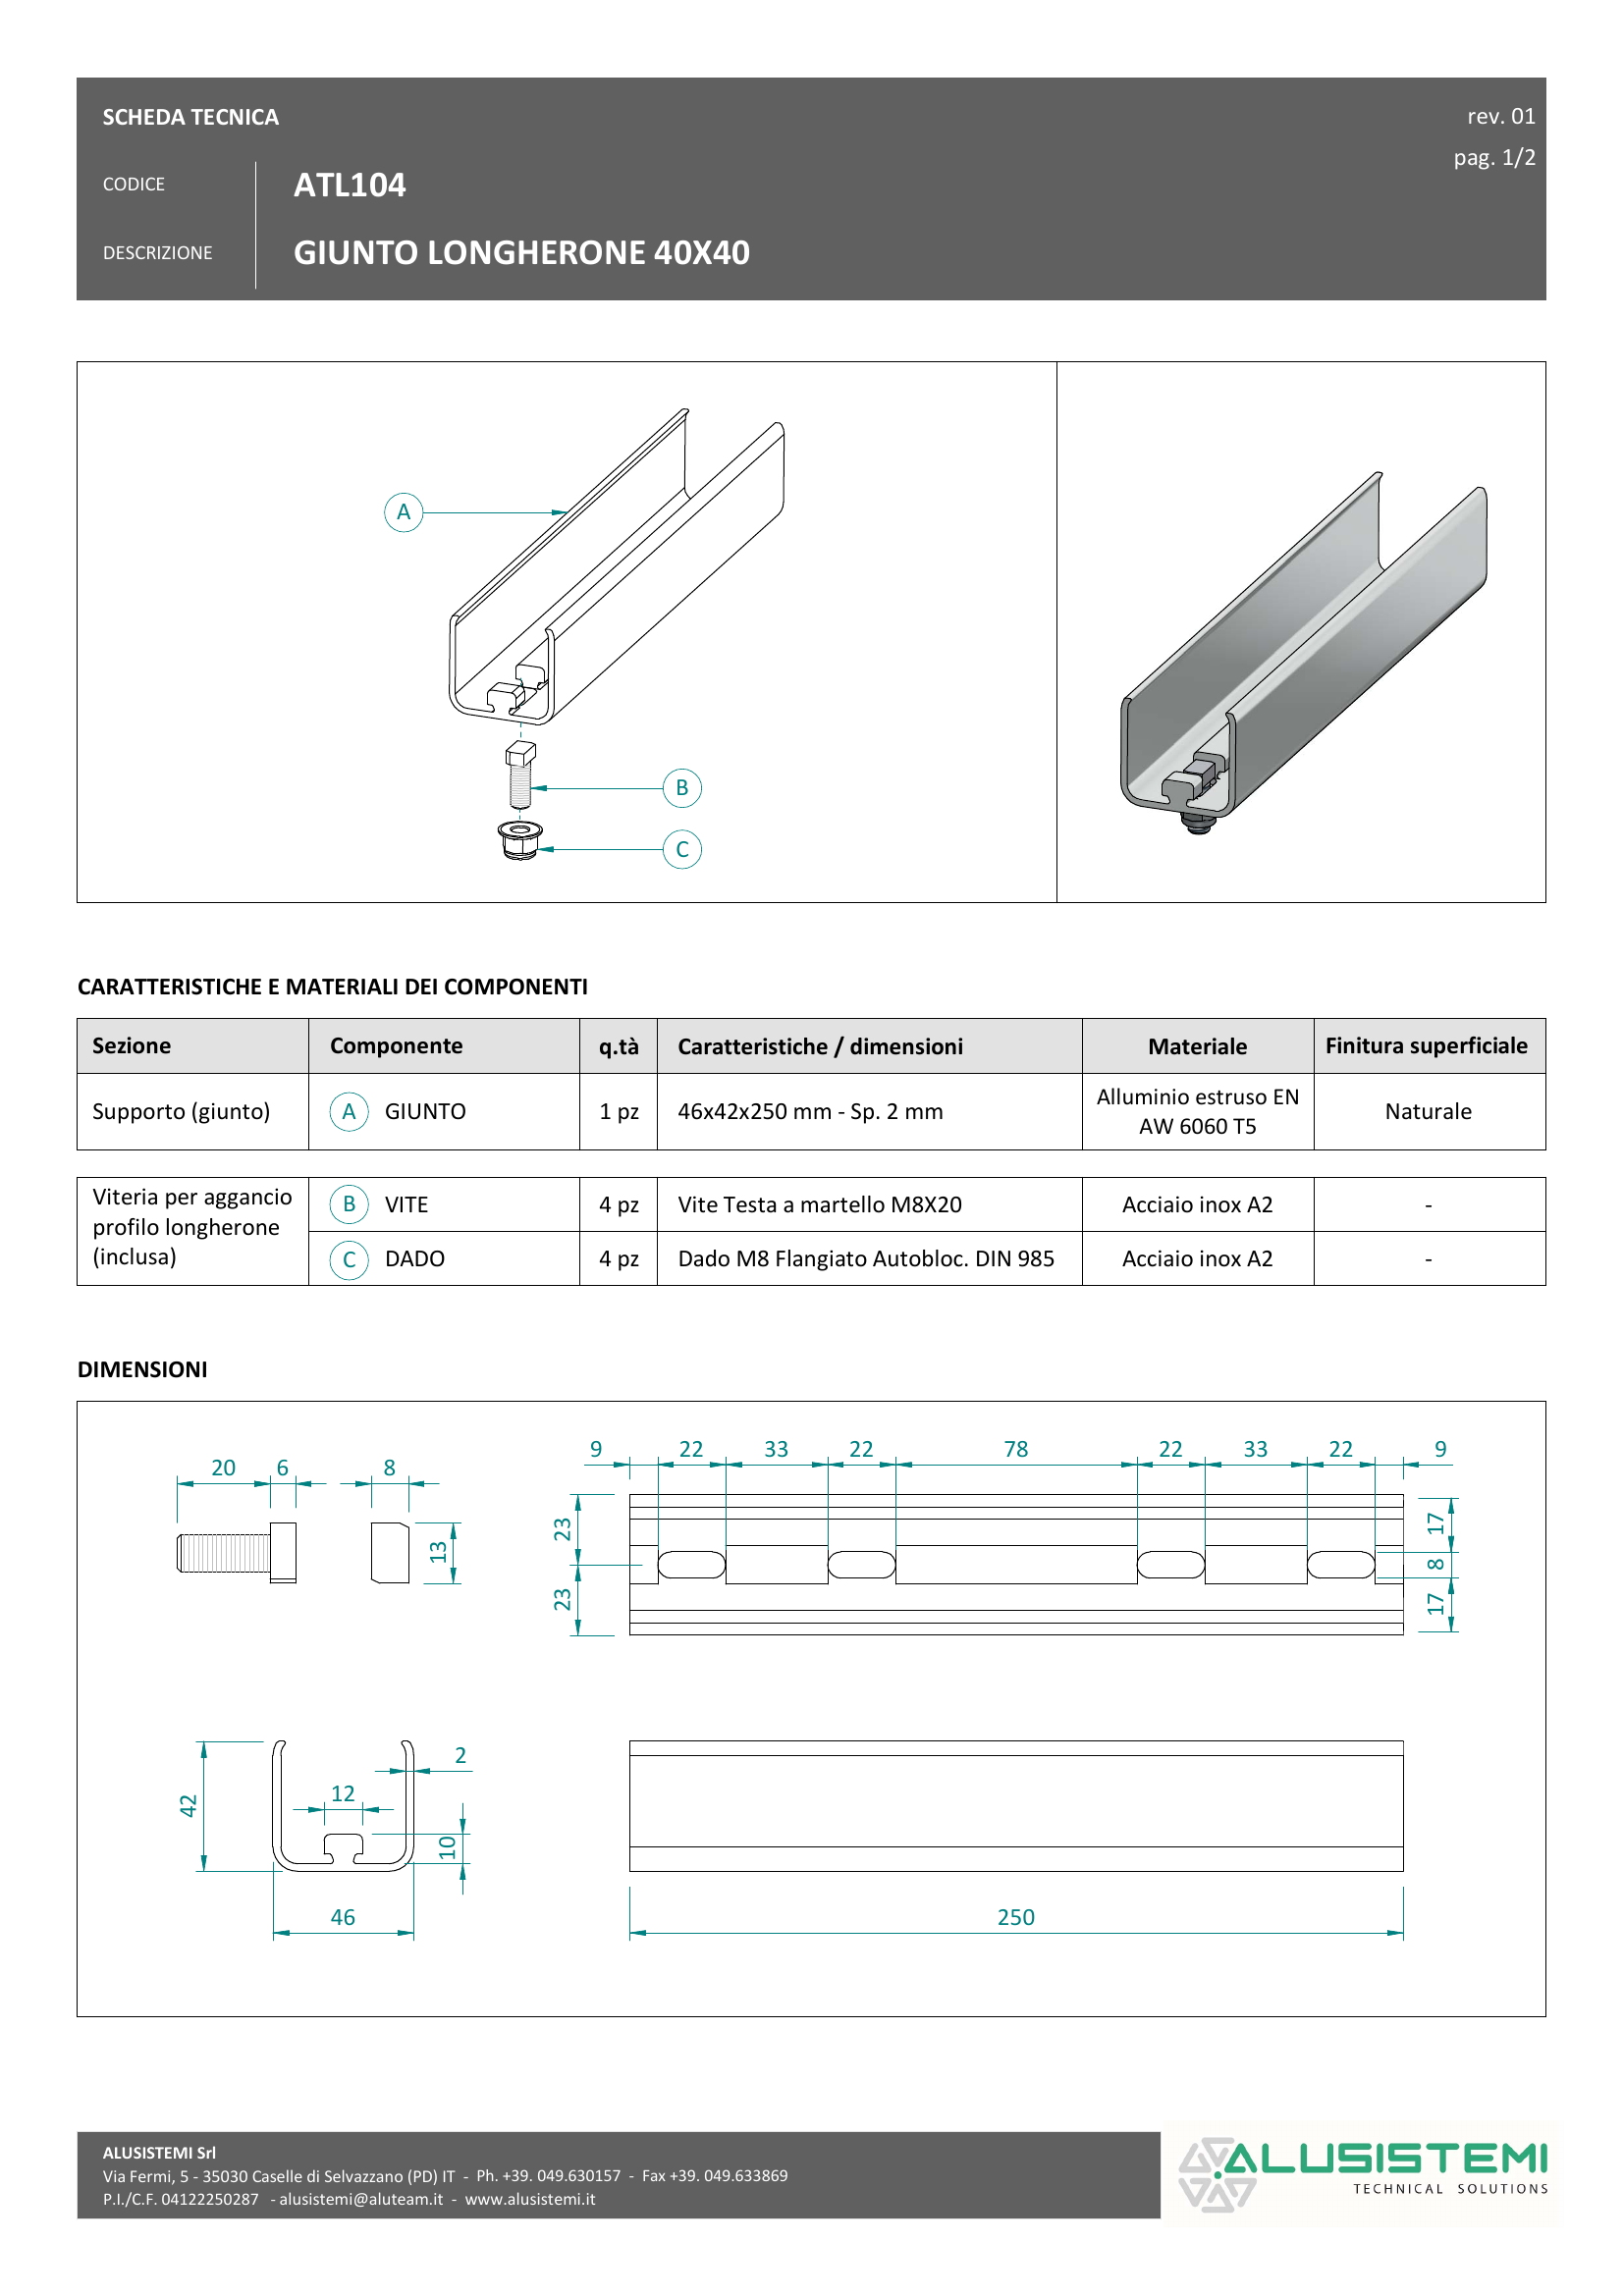 SCHEDA TECNICA
rev. 01
pag. 1/2
CODICE
ATL104
DESCRIZIONE
GIUNTO LONGHERONE 40X40
A
B
C
CARATTERISTICHE E MATERIALI DEI COMPONENTI
Sezione Componente q.tà Caratteristiche / dimensioni Materiale Finitura superficiale
Supporto (giunto) A GIUNTO 1 pz 46x42x250 mm - Sp. 2 mm Alluminio estruso EN
AW 6060 T5 Naturale
Viteria per aggancio
profilo longherone
(inclusa)
B VITE 4 pz Vite Testa a martello M8X20 Acciaio inox A2 -
C DADO 4 pz Dado M8 Flangiato Autobloc. DIN 985 Acciaio inox A2 -
DIMENSIONI
20 6 8
13
9 22 33 22 78 22 33 22 9
23
23
17
8
17
42
2
12
10
46
250
ALUSISTEMI Srl
Via Fermi, 5 - 35030 Caselle di Selvazzano (PD) IT - Ph. +39. 049.630157 - Fax +39. 049.633869
P.I./C.F. 04122250287 - alusistemi@aluteam.it - www.alusistemi.it
ALUSISTEMI
TECHNICAL SOLUTIONS